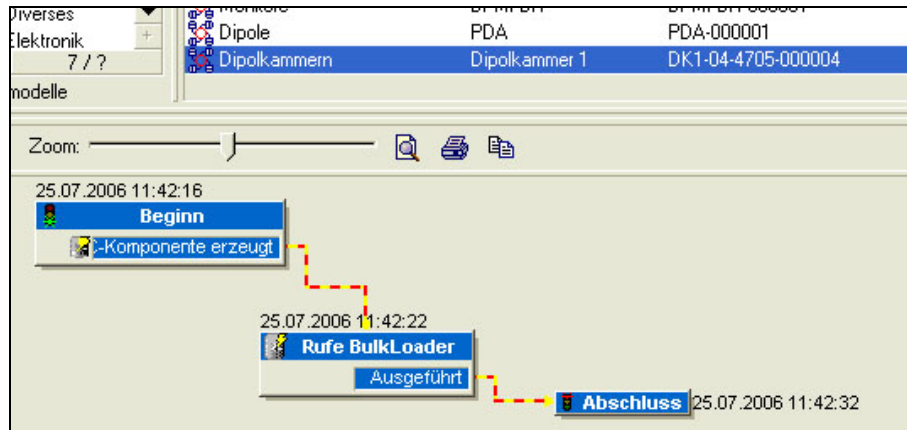 Diverses
Elektronik +
7 / ?
modelle
Dipole PDA PDA-000001
Dipolkammern Dipolkammer 1 DK1-04-4705-000004
Zoom:
25.07.2006 11:42:16
Beginn
-Komponente erzeugt
25.07.2006 11:42:22
Rufe BulkLoader
Ausgeführt
Abschluss 25.07.2006 11:42:32